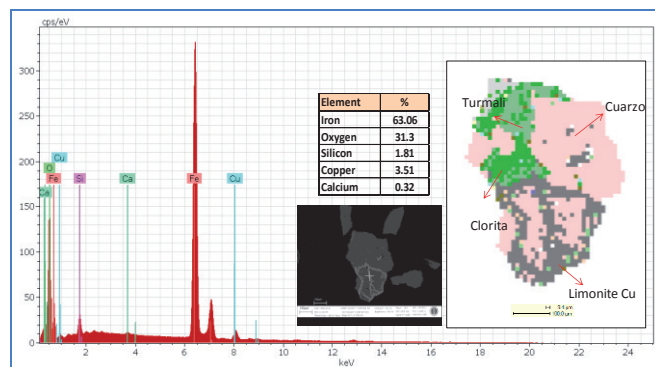 cps/eV
300
250
200
150
100
50
0
Cu
O
Fe
Ca
Si
Ca
Fe
Cu
2
4
6
8
10
12
14
16
18
20
22
24
keV
Element %
Iron 63.06
Oxygen 31.3
Silicon 1.81
Copper 3.51
Calcium 0.32
Turmali
Cuarzo
Clorita
Limonite Cu
100.0 µm